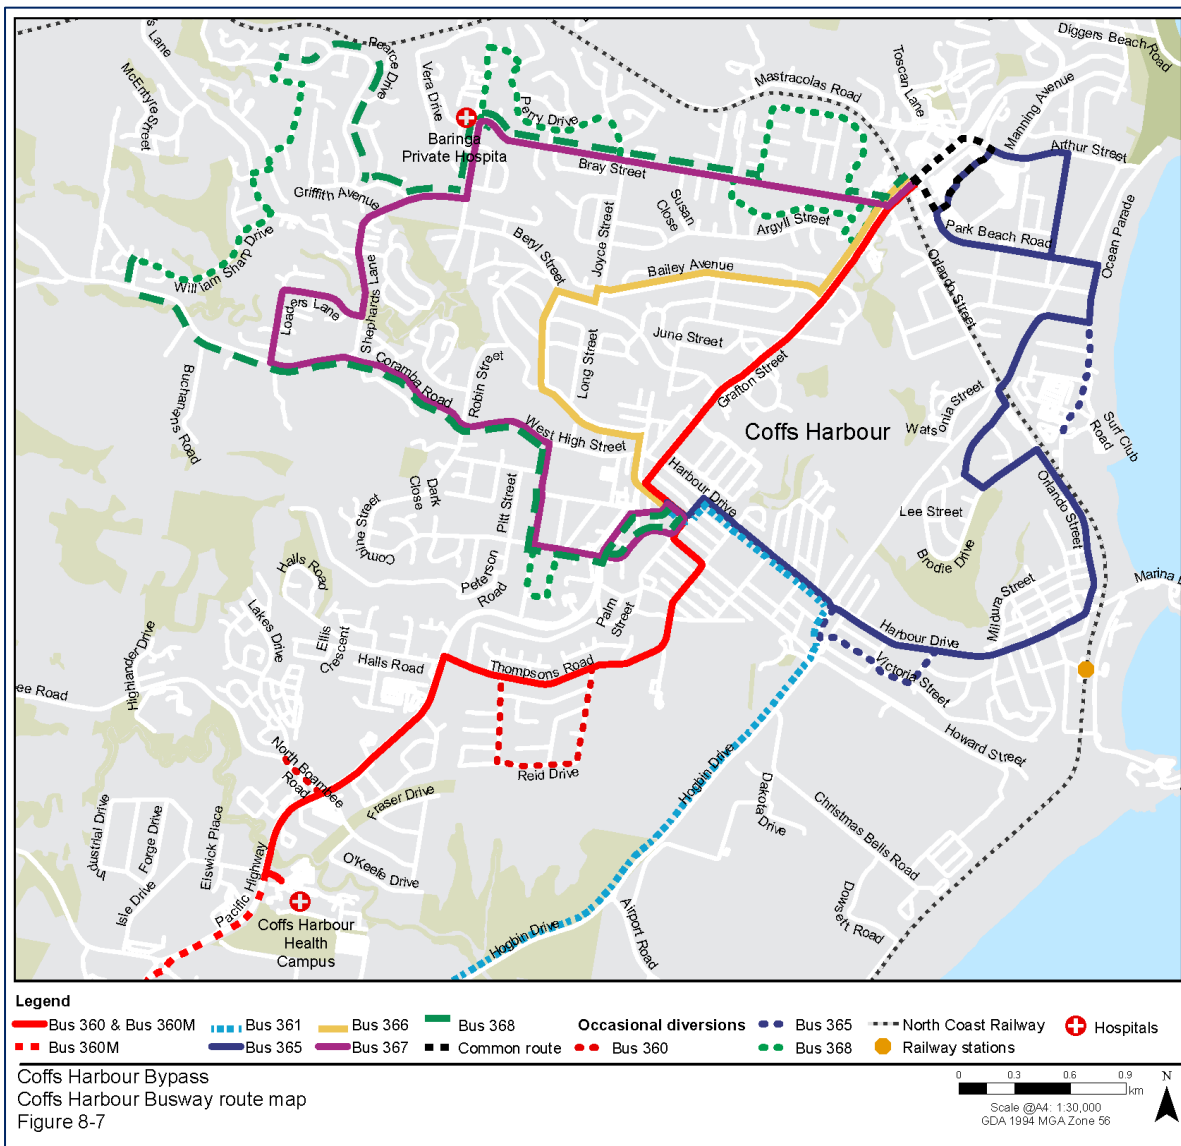 Diggers Beach
Road
s Lane
Pearce Drive
McEntyre Street
Vera Drive
Toscan Lane
Mastracolas Road
Manning Avenue
Perry Drive
Arthur Street
Baringa
Private Hospita
Bray Street
Griffith Avenue
Susan
Close
Argyll Street
Park Beach Road
Ocean Parade
Joyce Street
Beryl Street
William Sharp Drive
Bailey Avenue
Orlando Street
Load
ers Lane
Shephards Lane
June Street
Long Street
Robin Street
Coramba Road
Grafton Street
Buchanans Road
West High Street
Coffs Harbour
Watsonia Street
Surf Club
Road
Harbour Drive
Dark
Close
Pitt Street
Orlando Street
Lee Street
Brodie Drive
Halls Road
Peterson
Road
Palm
Street
Marina D
Mildura Street
Lakes Drive
Ellis
Crescent
Harbour Drive
Highlander Drive
Halls Road
Thompsons Road
Victoria Street
ee Road
Howard Street
North Boambee
Road
Reid Drive
Hogbin Drive
Dakota
Drive
Fraser Drive
Christmas Bells Road
Industrial Drive
Forge Drive
Elswick Place
O'Keefe Drive
Isle Drive
Pacific Highway
Coffs Harbour
Health
Campus
Hogbin Drive
Airport Road
Dowsett Road
Legend
Bus 360 & Bus 360M
Bus 361
Bus 366
Bus 368
Occasional diversions
Bus 365
North Coast Railway
Hospitals
Bus 360M
Bus 365
Bus 367
Common route
Bus 360
Bus 368
Railway stations
Coffs Harbour Bypass
Coffs Harbour Busway route map
Figure 8-7
0 0.3 0.6 0.9
km
N
Scale @A4: 1:30,000
GDA 1994 MGA Zone 56